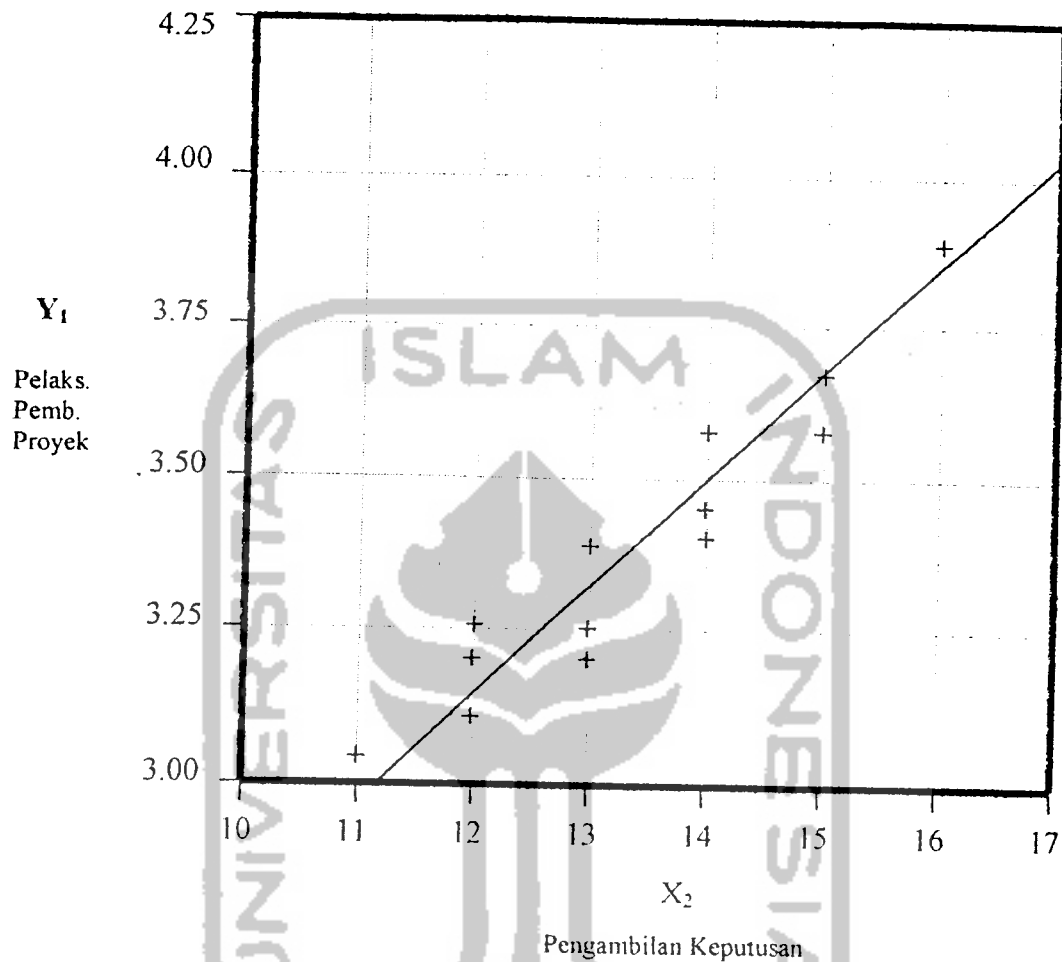 4.25
4.00
3.75
3.50
3.25
3.00
Y1
Pelaks.
Pemb.
Proyek
10 11 12 13 14 15 16 17
X2
Pengambilan Keputusan
ISLAM
UNIVERSITAS
INDONESIA